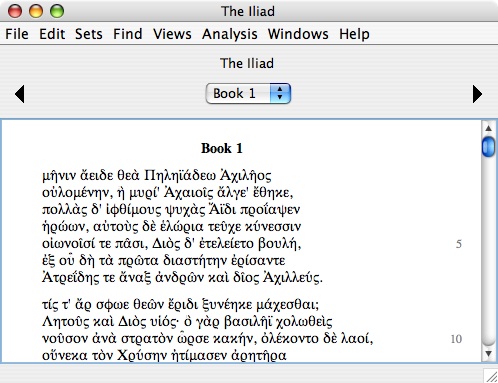 The Iliad
File Edit Sets Find Views Analysis Windows Help
The Iliad
Book 1
Book 1
μῆνιν ἄειδε θεὰ Πηληϊάδεω Ἀχιλῆος
οὐλομένην, ἣ μυρί' Ἀχαιοῖς ἄλγε' ἔθηκε,
πολλὰς δ' ἰφθίμους ψυχὰς Ἄϊδι προΐαψεν
ἡρώων, αὐτοὺς δὲ ἑλώρια τεῦχε κύνεσσιν
οἰωνοῖσί τε πᾶσι, Διὸς δ' ἐτελείετο βουλή, 5
ἐξ οὗ δὴ τὰ πρῶτα διαστήτην ἐρίσαντε
Ἀτρεΐδης τε ἄναξ ἀνδρῶν καὶ δῖος Ἀχιλλεύς.
τίς τ' ἄρ σφωε θεῶν ἔριδι ξυνέηκε μάχεσθαι;
Λητοῦς καὶ Διὸς υἱός· ὃ γὰρ βασιλῆϊ χολωθεὶς
νοῦσον ἀνὰ στρατὸν ὦρσε κακήν, ὀλέκοντο δὲ λαοί, 10
οὕνεκα τὸν Χρύσην ἠτίμασεν ἀρητῆρα